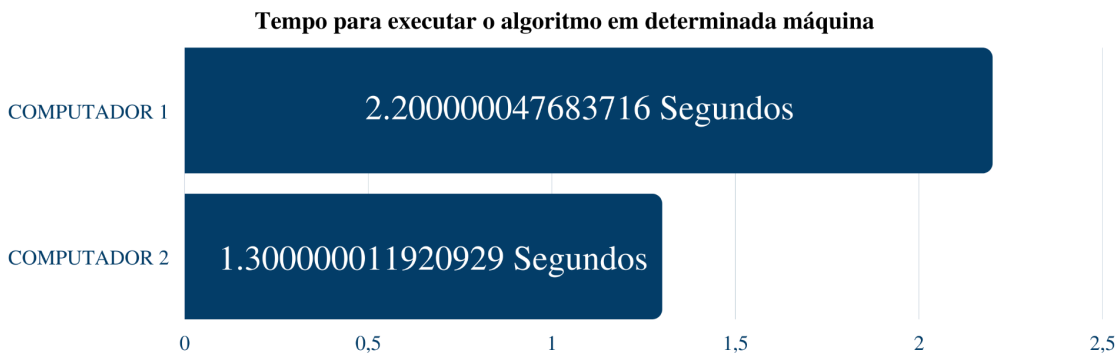 Tempo para executar o algoritmo em determinada máquina
COMPUTADOR 1
2.200000047683716 Segundos
COMPUTADOR 2
1.300000011920929 Segundos
0 0,5 1 1,5 2 2,5